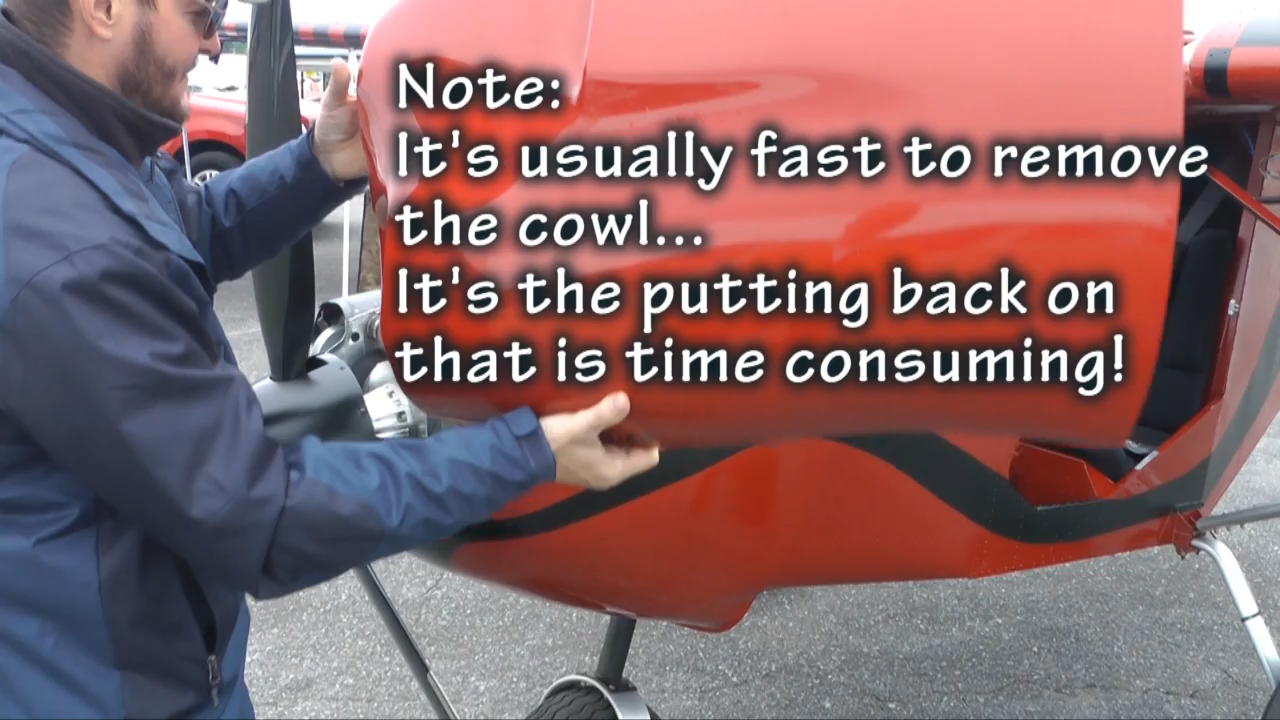 Note:
It's usually fast to remove
the cowl...
It's the putting back on
that is time consuming!